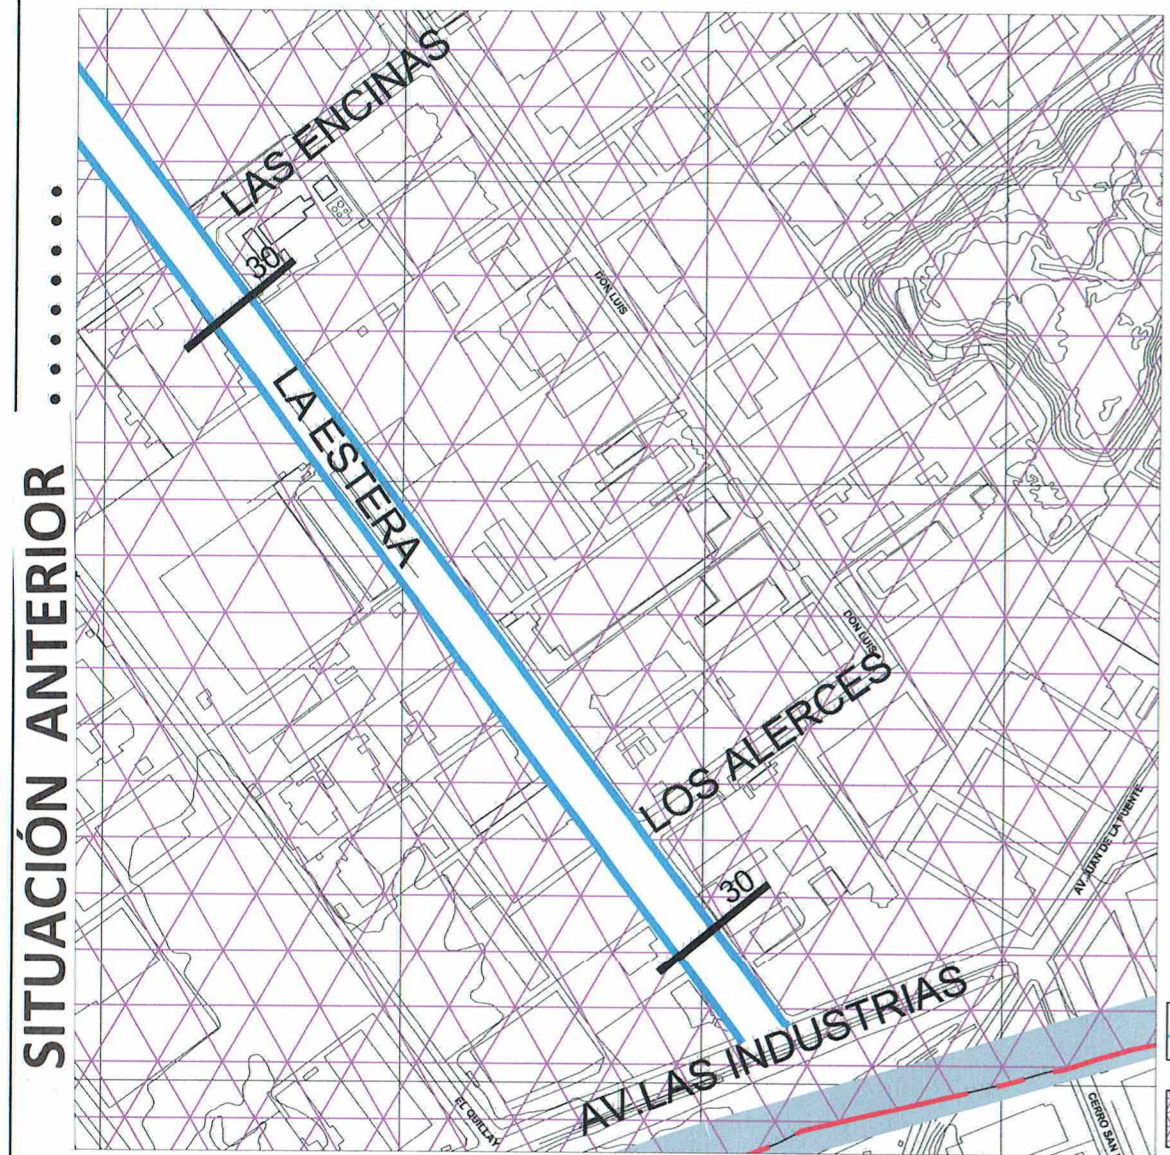 SITUACIÓN ANTERIOR
LAS ENCINAS
30
DON LUIS
LA ESTERA
DON LUIS
LOS ALERCES
30
AV. JUAN DE LA FUENTE
AV.LAS INDUSTRIAS
EL QUILLAY
CERRO SAN